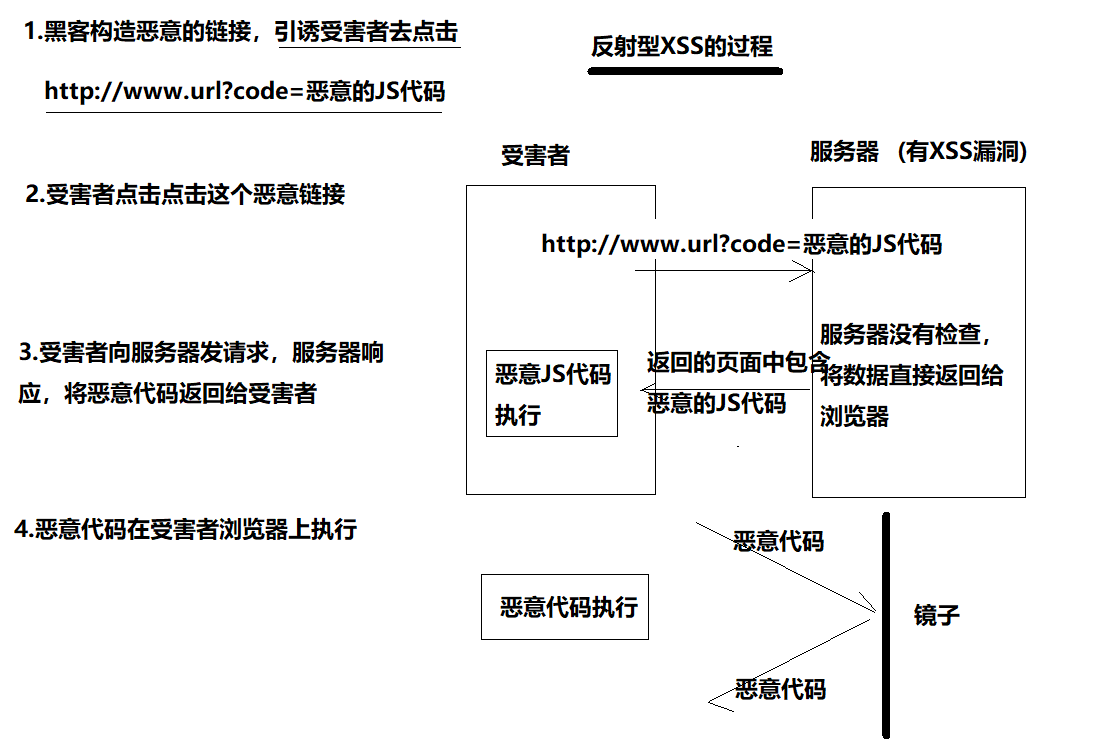 1.黑客构造恶意的链接，引诱受害者去点击
反射型XSS的过程
http://www.url?code=恶意的JS代码
受害者
服务器 (有XSS漏洞)
2.受害者点击点击这个恶意链接
http://www.url?code=恶意的JS代码
3.受害者向服务器发请求，服务器响
应，将恶意代码返回给受害者
恶意JS代码
执行
返回的页面中包含
恶意的JS代码
服务器没有检查，
将数据直接返回给
浏览器
4.恶意代码在受害者浏览器上执行
恶意代码
恶意代码执行
镜子
恶意代码